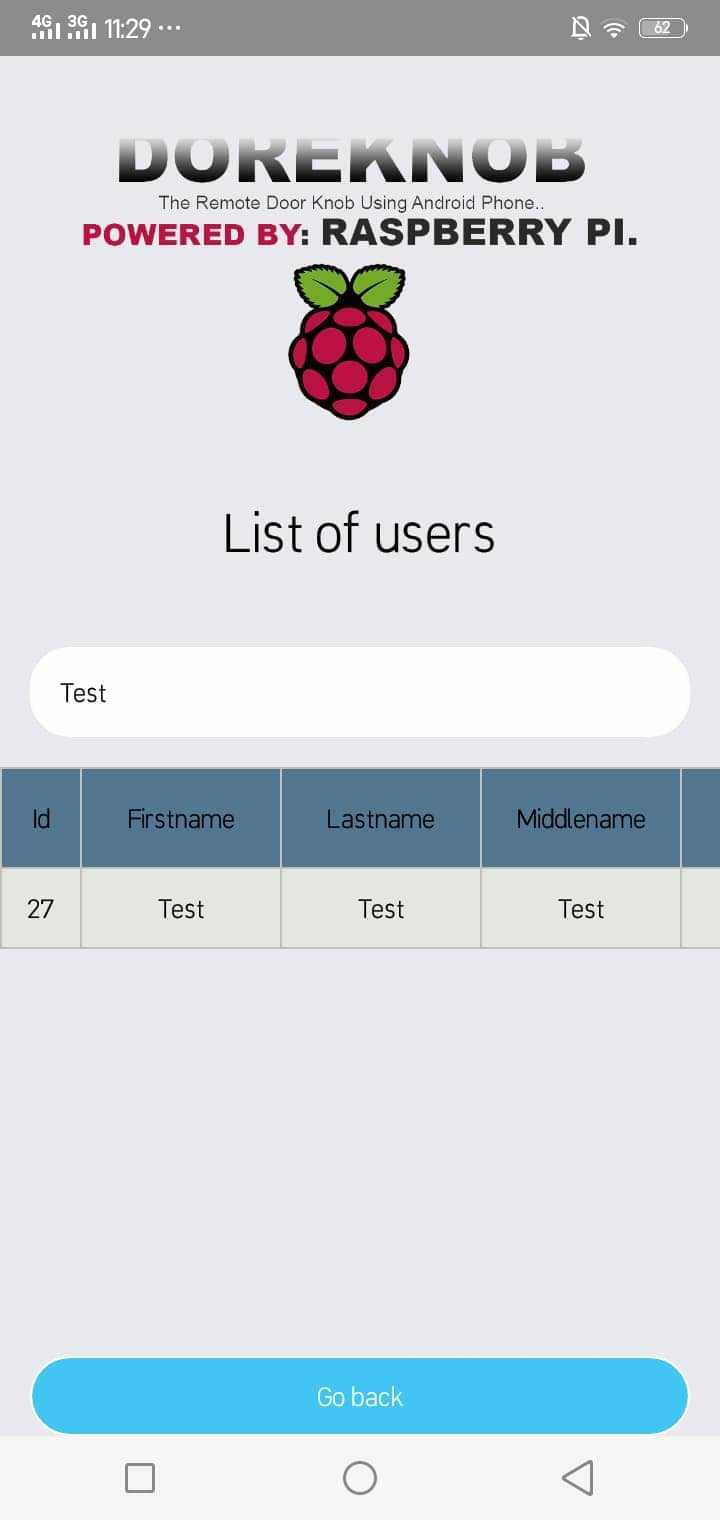 4G 3G 11:29 ... 62
DOREKNOB
The Remote Door Knob Using Android Phone..
POWERED BY: RASPBERRY PI.
List of users
Test
Id Firstname Lastname Middlename
27 Test Test Test
Go back